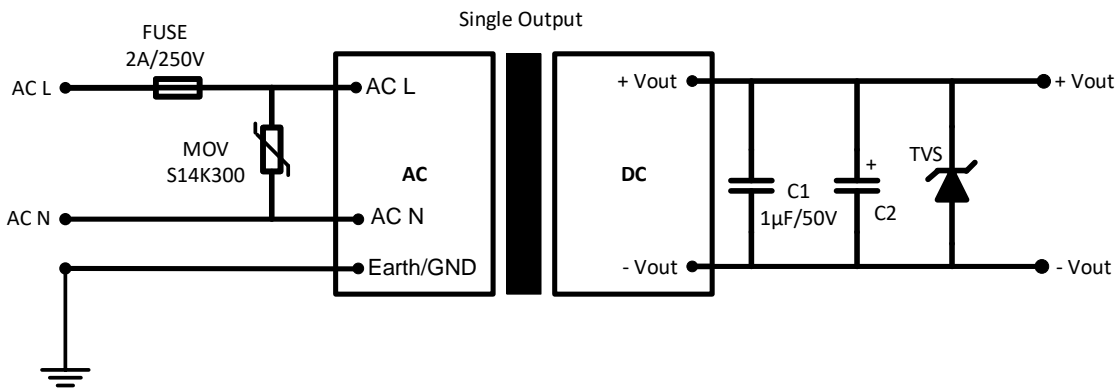 Single Output
FUSE
2A/250V
AC L
AC L
MOV
S14K300
AC
AC N
AC N
Earth/GND
+ Vout
+ Vout
TVS
DC
+
C1
1µF/50V
C2
- Vout
- Vout